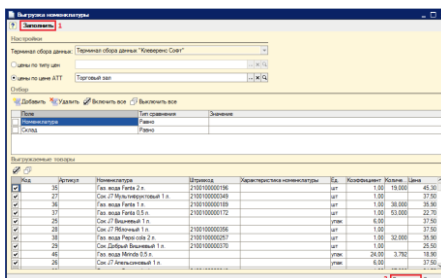 Выгрузка номенклатуры
? Заполнить 1
Настройки
Терминал сбора данных: Терминал сбора данных "Клеверенс Софт"
цены по типу цен
цены по цене АТТ Торговый зал
Отбор
Добавить Удалить Включить все Выключить все
Поле Тип сравнения Значение
Номенклатура Равно
Склад Равно
Выгружаемые товары
Код Артикул Номенклатура Штрихкод Характеристика номенклатуры Ед. Коэффициент Количе... Цена
35 Газ. вода Fanta 2 л. 2100100000196 шт 1,00 19,000 45,30
27 Сок J7 Мультифруктовый 1 л. 2100100000349 шт 1,00 37,50
36 Газ. вода Fanta 1 л. 2100100000189 шт 1,00 38,000 35,90
37 Газ. вода Fanta 0,5 л. 2100100000172 шт 1,00 53,000 22,70
25 Сок J7 Вишневый 1 л. упак 6,00 37,50
28 Сок J7 Яблочный 1 л. 2100100000356 шт 1,00 37,50
38 Газ. вода Pepsi cola 2 л. 2100100000257 шт 1,00 32,000 35,90
29 Сок Добрый Вишневый 1 л. 2100100000370 шт 1,00 25,50
46 Газ. вода Mirinda 0,5 л. упак 24,00 3,792 18,90
26 Сок J7 Апельсиновый 1 л. упак 6,00 37,50